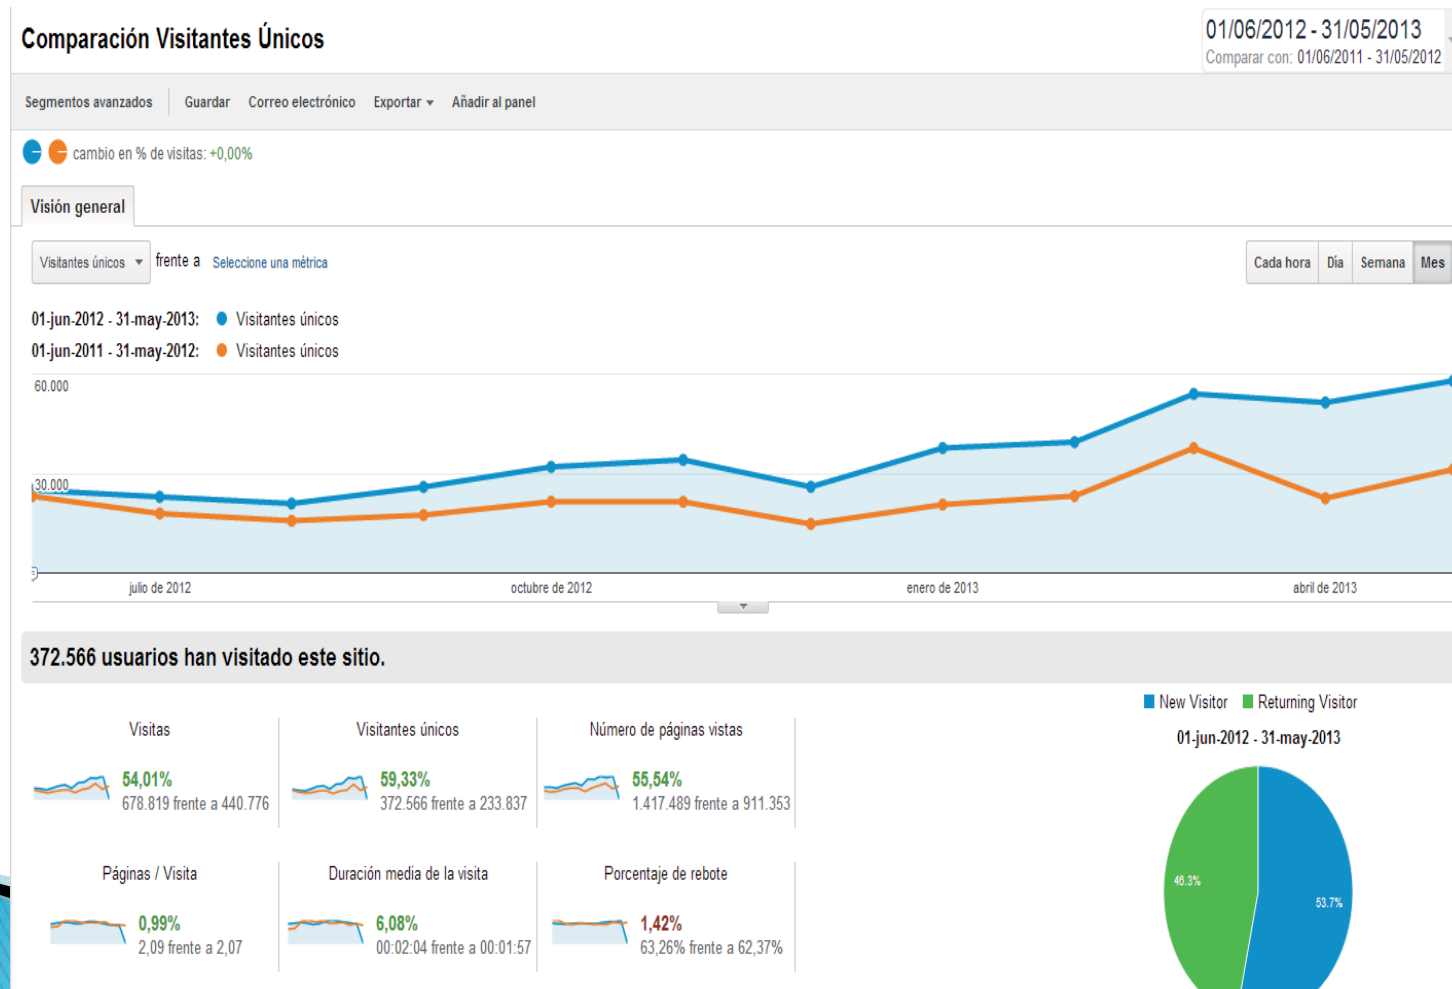 Comparación Visitantes Únicos
01/06/2012 - 31/05/2013
Comparar con: 01/06/2011 - 31/05/2012
Segmentos avanzados Guardar Correo electrónico Exportar Añadir al panel
cambio en % de visitas: +0,00%
Visión general
Visitantes únicos frente a Seleccione una métrica
Cada hora Día Semana Mes
01-jun-2012 - 31-may-2013: Visitantes únicos
01-jun-2011 - 31-may-2012: Visitantes únicos
60.000
30.000
julio de 2012 octubre de 2012 enero de 2013 abril de 2013
372.566 usuarios han visitado este sitio.
Visitas
54,01%
678.819 frente a 440.776
Visitantes únicos
59,33%
372.566 frente a 233.837
Número de páginas vistas
55,54%
1.417.489 frente a 911.353
Páginas / Visita
0,99%
2,09 frente a 2,07
Duración media de la visita
6,08%
00:02:04 frente a 00:01:57
Porcentaje de rebote
1,42%
63,26% frente a 62,37%
New Visitor Returning Visitor
01-jun-2012 - 31-may-2013
46.3%
53.7%